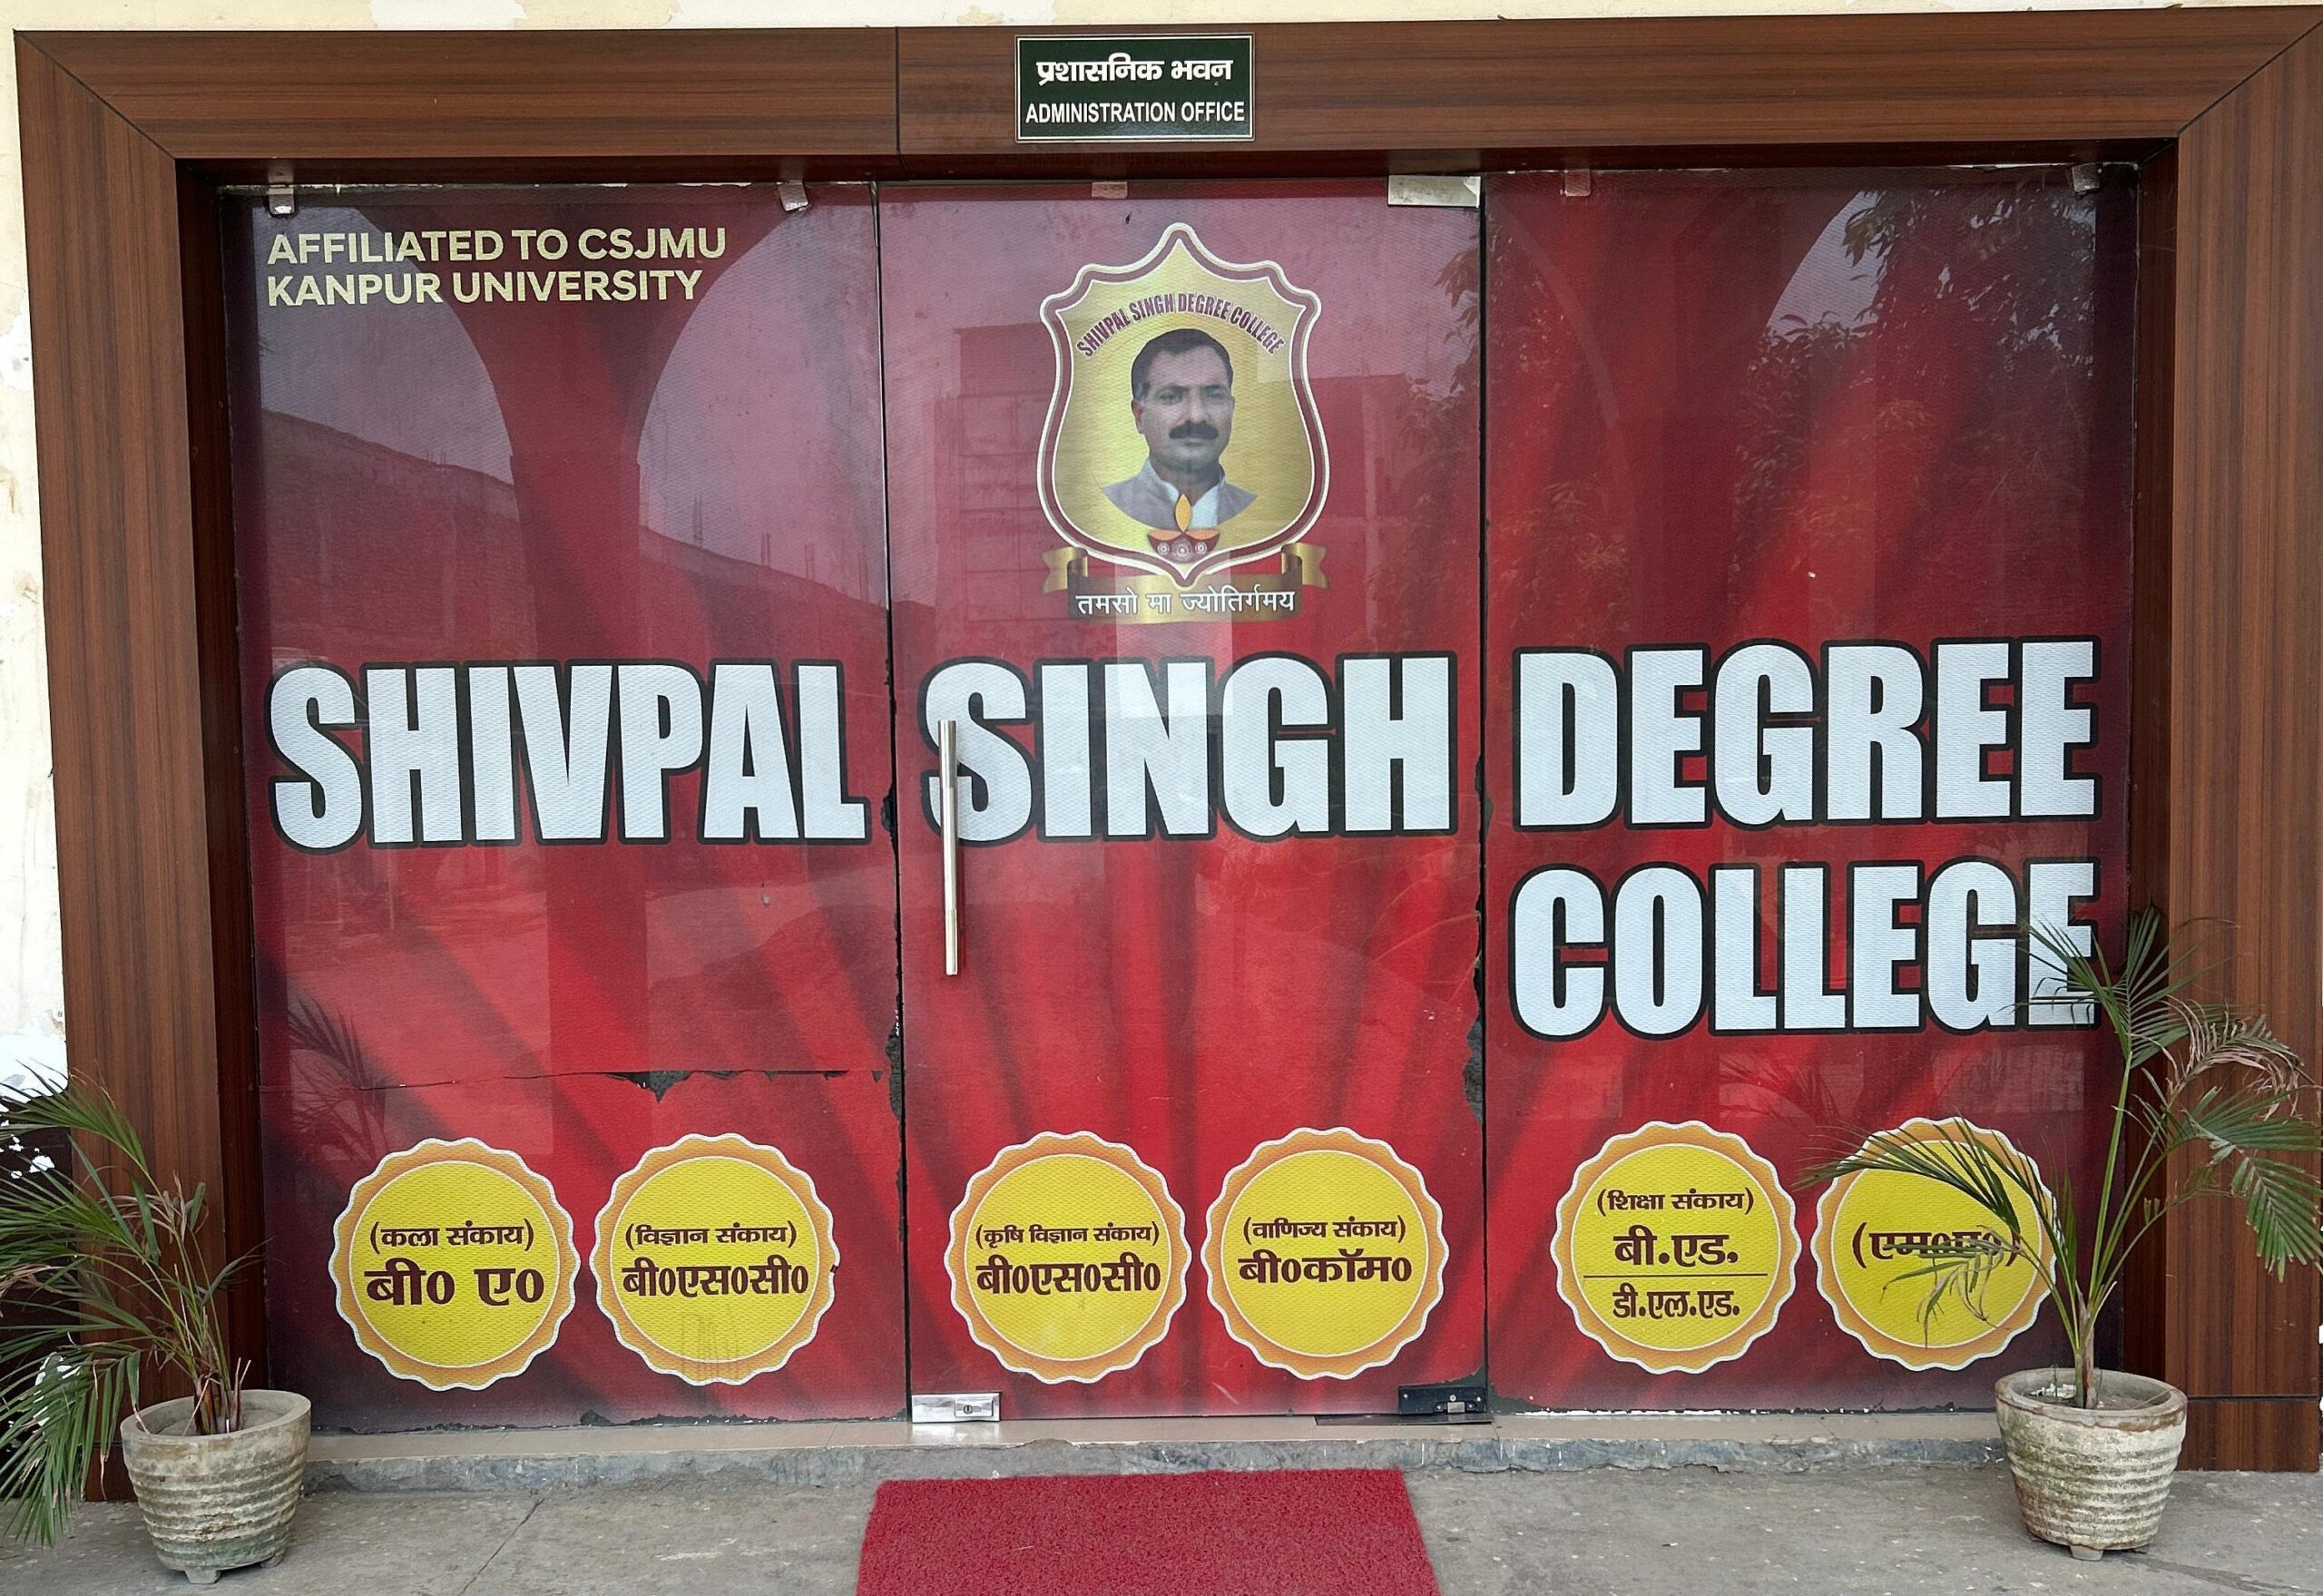 प्रशासनिक भवन
ADMINISTRATION OFFICE
AFFILIATED TO CSJMU
KANPUR UNIVERSITY
SHIVPAL SINGH DEGREE COLLEGE
तमसो मा ज्योतिर्गमय
SHIVPAL SINGH DEGREE
COLLEGE
(कला संकाय)
बी० ए०
(विज्ञान संकाय)
बी०एस०सी०
(कृषि विज्ञान संकाय)
बी०एस०सी०
(वाणिज्य संकाय)
बी०कॉम०
(शिक्षा संकाय)
बी.एड.
डी.एल.एड.
(एम०ए०)